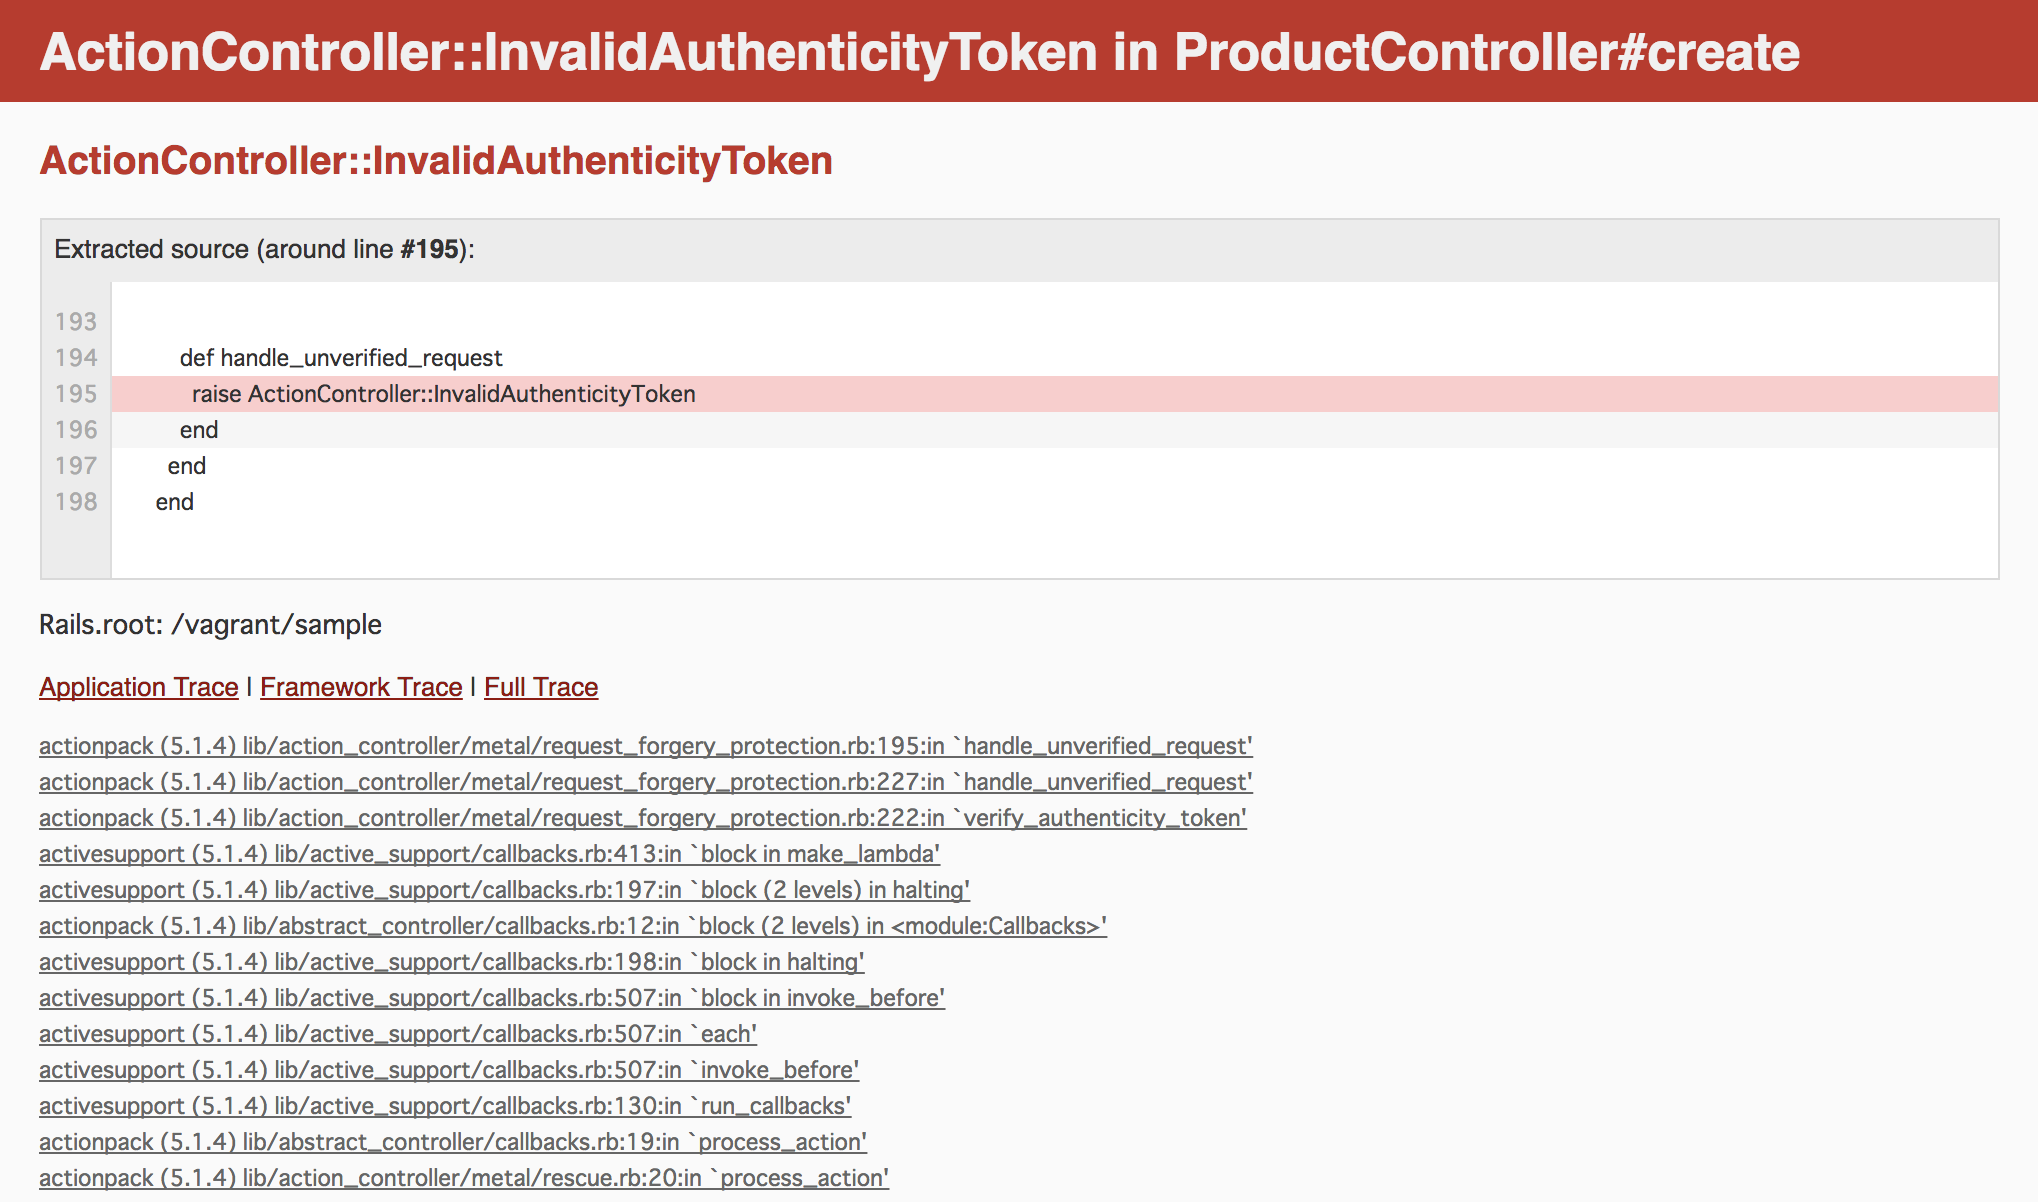 ActionController::InvalidAuthenticityToken in ProductController#create
ActionController::InvalidAuthenticityToken
Extracted source (around line #195):
193
194 def handle_unverified_request
195 raise ActionController::InvalidAuthenticityToken
196 end
197 end
198 end
Rails.root: /vagrant/sample
Application Trace | Framework Trace | Full Trace
actionpack (5.1.4) lib/action_controller/metal/request_forgery_protection.rb:195:in `handle_unverified_request'
actionpack (5.1.4) lib/action_controller/metal/request_forgery_protection.rb:227:in `handle_unverified_request'
actionpack (5.1.4) lib/action_controller/metal/request_forgery_protection.rb:222:in `verify_authenticity_token'
activesupport (5.1.4) lib/active_support/callbacks.rb:413:in `block in make_lambda'
activesupport (5.1.4) lib/active_support/callbacks.rb:197:in `block (2 levels) in halting'
actionpack (5.1.4) lib/abstract_controller/callbacks.rb:12:in `block (2 levels) in <module:Callbacks>'
activesupport (5.1.4) lib/active_support/callbacks.rb:198:in `block in halting'
activesupport (5.1.4) lib/active_support/callbacks.rb:507:in `block in invoke_before'
activesupport (5.1.4) lib/active_support/callbacks.rb:507:in `each'
activesupport (5.1.4) lib/active_support/callbacks.rb:507:in `invoke_before'
activesupport (5.1.4) lib/active_support/callbacks.rb:130:in `run_callbacks'
actionpack (5.1.4) lib/abstract_controller/callbacks.rb:19:in `process_action'
actionpack (5.1.4) lib/action_controller/metal/rescue.rb:20:in `process_action'